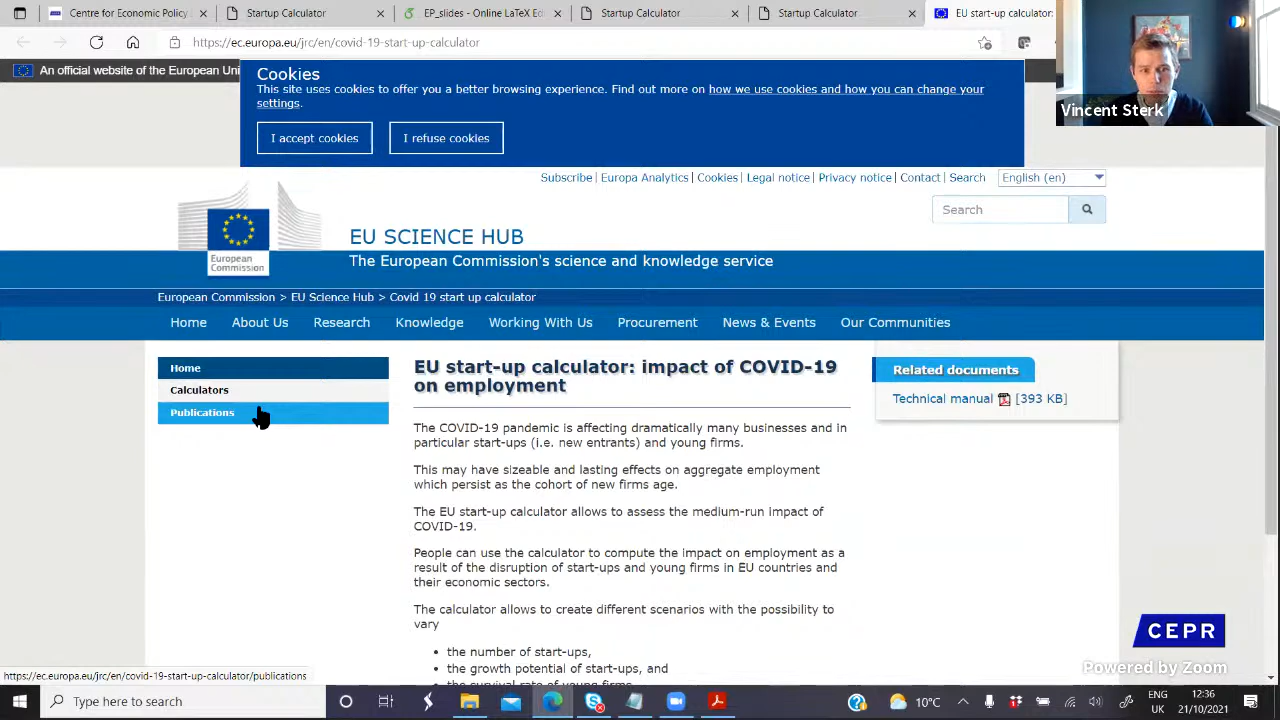 Centre for Economic Policy Res
Selene - Online LaTeX Ec
Startup Calculator
Startup Calculator
EU start-up calculat
https://ec.europa.eu/jrc/en/covid-19-start-up-calculator
An official website of the European Uni
Cookies
This site uses cookies to offer you a better browsing experience. Find out more on how we use cookies and how you can change your
settings.
I accept cookies
I refuse cookies
Vincent Sterk
Subscribe | Europa Analytics | Cookies | Legal notice | Privacy notice | Contact | Search
English (en)
Search
European
Commission
EU SCIENCE HUB
The European Commission's science and knowledge service
European Commission > EU Science Hub > Covid 19 start up calculator
Home About Us Research Knowledge Working With Us Procurement News & Events Our Communities
Home
Calculators
Publications
EU start-up calculator: impact of COVID-19
on employment
The COVID-19 pandemic is affecting dramatically many businesses and in
particular start-ups (i.e. new entrants) and young firms.
This may have sizeable and lasting effects on aggregate employment
which persist as the cohort of new firms age.
The EU start-up calculator allows to assess the medium-run impact of
COVID-19.
People can use the calculator to compute the impact on employment as a
result of the disruption of start-ups and young firms in EU countries and
their economic sectors.
The calculator allows to create different scenarios with the possibility to
vary
• the number of start-ups,
• the growth potential of start-ups, and
• the survival rate of young firms
Related documents
Technical manual [393 KB]
CEPR
Powered by Zoom
https://ec.europa.eu/jrc/en/covid-19-start-up-calculator/publications
Type here to search
10°C
ENG
UK
12:36
21/10/2021